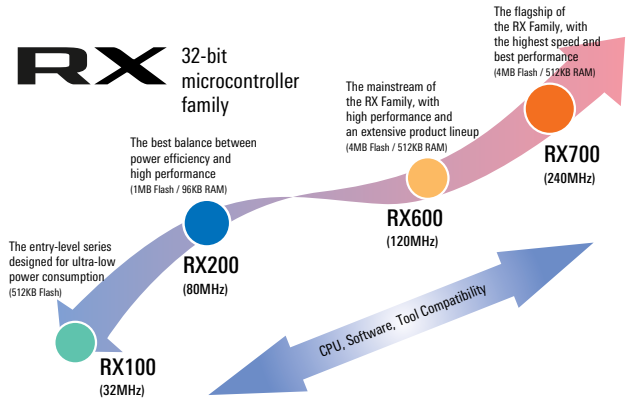 RX
32-bit
microcontroller
family
The flagship of
the RX Family, with
the highest speed and
best performance
(4MB Flash / 512KB RAM)
RX700
(240MHz)
The mainstream of
the RX Family, with
high performance and
an extensive product lineup
(4MB Flash / 512KB RAM)
RX600
(120MHz)
The best balance between
power efficiency and
high performance
(1MB Flash / 96KB RAM)
RX200
(80MHz)
The entry-level series
designed for ultra-low
power consumption
(512KB Flash)
RX100
(32MHz)
CPU, Software, Tool Compatibility